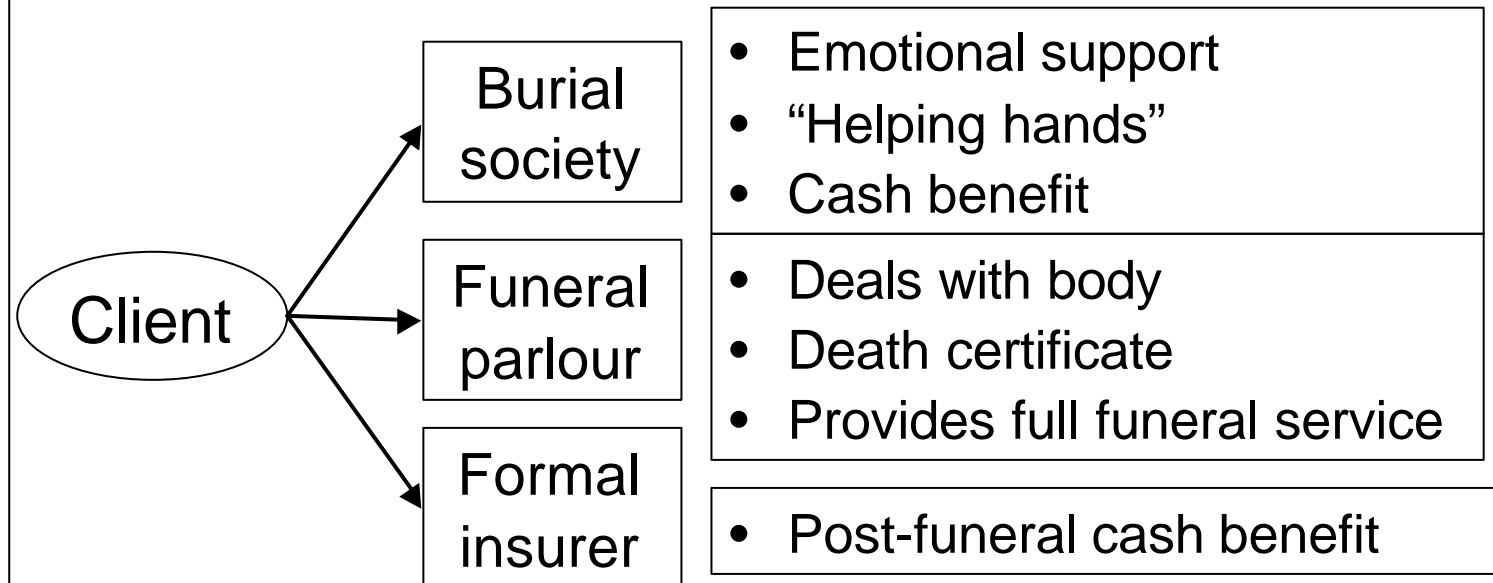 Client
Burial
society
• Emotional support
• “Helping hands”
• Cash benefit
Funeral
parlour
• Deals with body
• Death certificate
• Provides full funeral service
Formal
insurer
• Post-funeral cash benefit